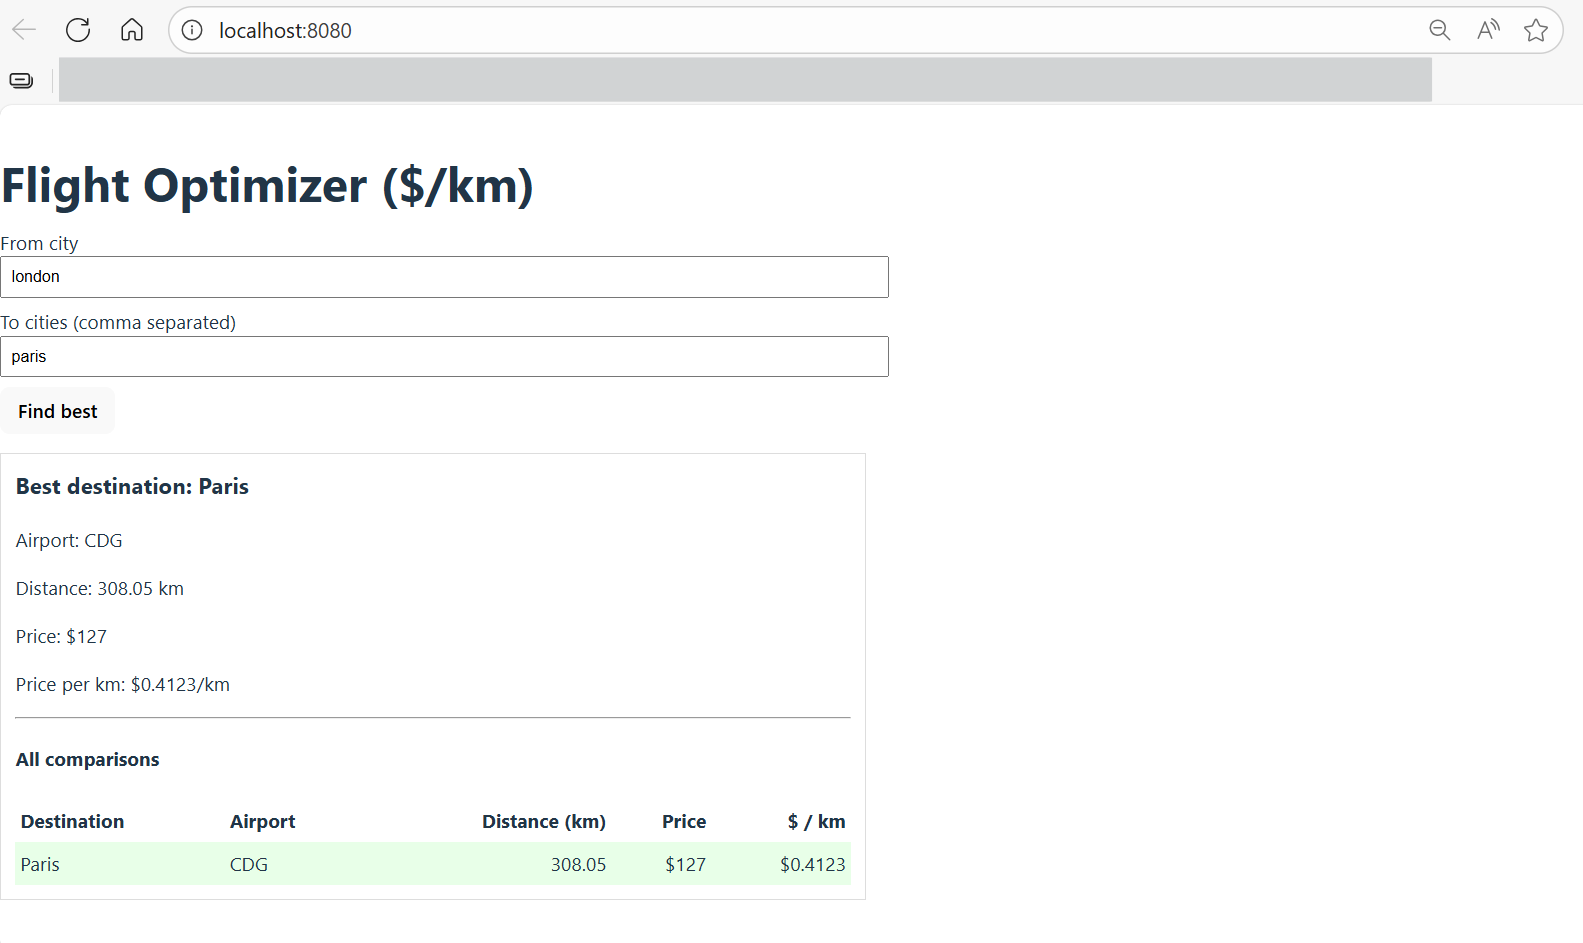 localhost:8080
Flight Optimizer ($/km)
From city
london
To cities (comma separated)
paris
Find best
Best destination: Paris
Airport: CDG
Distance: 308.05 km
Price: $127
Price per km: $0.4123/km
All comparisons
Destination Airport Distance (km) Price $ / km
Paris CDG 308.05 $127 $0.4123